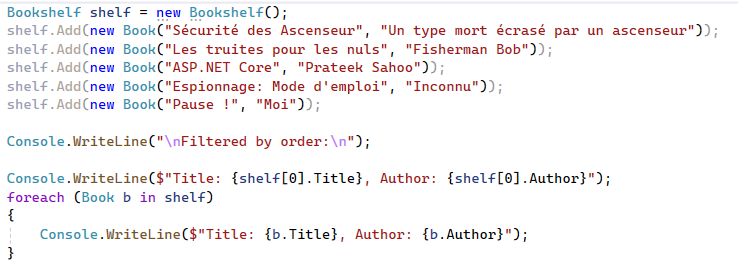 Bookshelf shelf = new Bookshelf();
shelf.Add(new Book("Sécurité des Ascenseur", "Un type mort écrasé par un ascenseur"));
shelf.Add(new Book("Les truites pour les nuls", "Fisherman Bob"));
shelf.Add(new Book("ASP.NET Core", "Prateek Sahoo"));
shelf.Add(new Book("Espionnage: Mode d'emploi", "Inconnu"));
shelf.Add(new Book("Pause !", "Moi"));
Console.WriteLine("\nFiltered by order:\n");
Console.WriteLine($"Title: {shelf[0].Title}, Author: {shelf[0].Author}");
foreach (Book b in shelf)
{
    Console.WriteLine($"Title: {b.Title}, Author: {b.Author}");
}